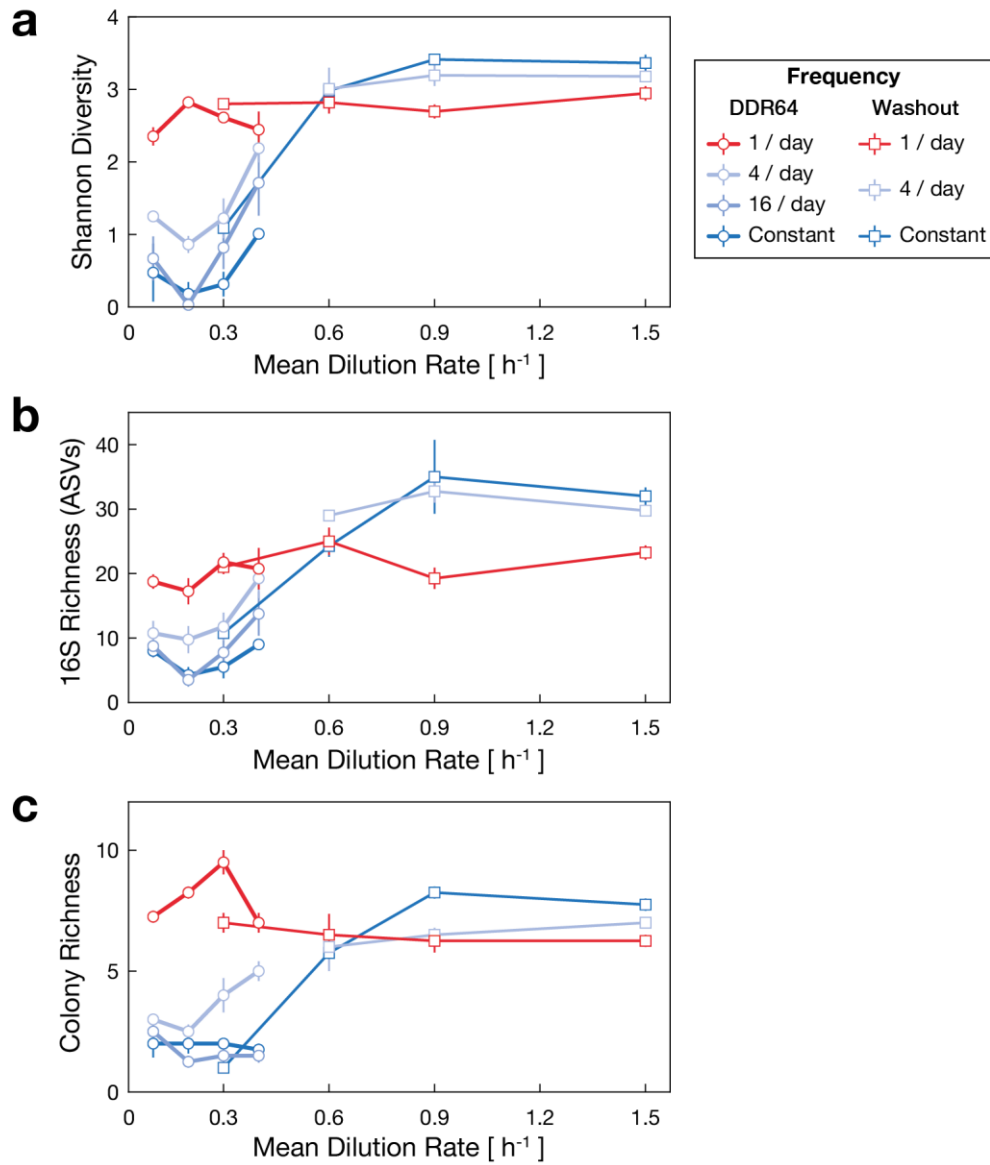 a
4
3
2
1
0
Shannon Diversity
0 0.3 0.6 0.9 1.2 1.5
Mean Dilution Rate [ h⁻¹ ]
Frequency
DDR64 Washout
1 / day 1 / day
4 / day 4 / day
16 / day
Constant Constant
b
40
30
20
10
0
16S Richness (ASVs)
0 0.3 0.6 0.9 1.2 1.5
Mean Dilution Rate [ h⁻¹ ]
c
10
5
0
Colony Richness
0 0.3 0.6 0.9 1.2 1.5
Mean Dilution Rate [ h⁻¹ ]